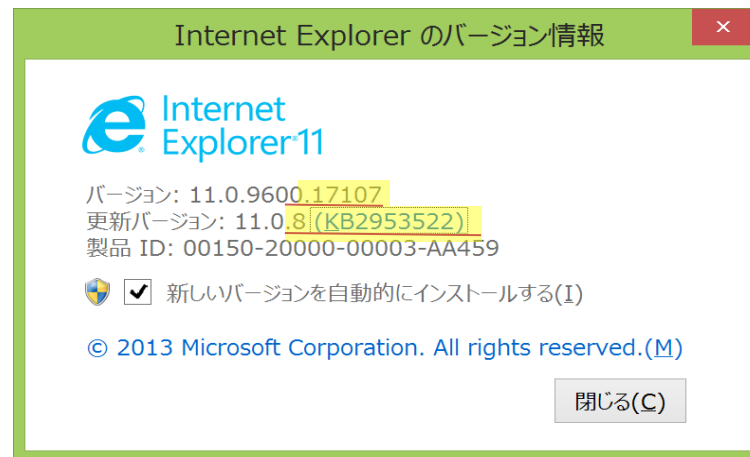 Internet Explorer のバージョン情報
Internet
Explorer®11
バージョン: 11.0.9600.17107
更新バージョン: 11.0.8 (KB2953522)
製品 ID: 00150-20000-00003-AA459
新しいバージョンを自動的にインストールする(I)
© 2013 Microsoft Corporation. All rights reserved.(M)
閉じる(C)